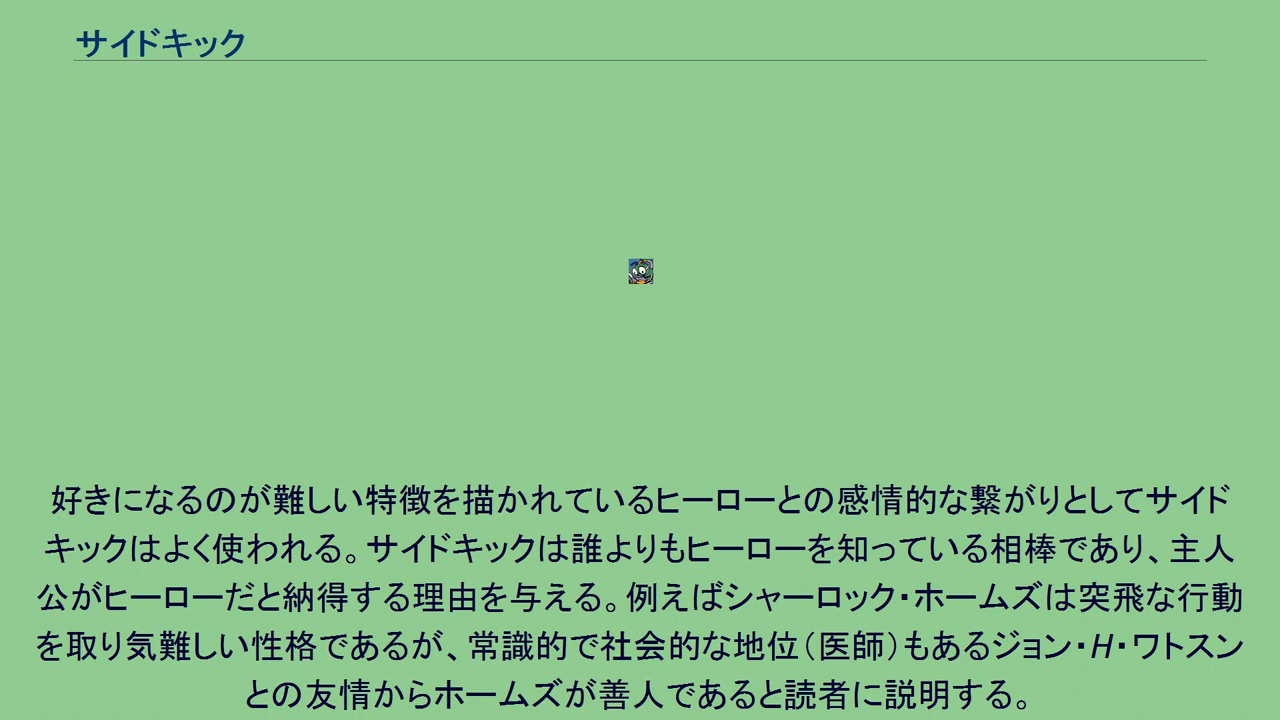 サイドキック
好きになるのが難しい特徴を描かれているヒーローとの感情的な繋がりとしてサイド
キックはよく使われる。サイドキックは誰よりもヒーローを知っている相棒であり、主人
公がヒーローだと納得する理由を与える。例えばシャーロック・ホームズは突飛な行動
を取り気難しい性格であるが、常識的で社会的な地位（医師）もあるジョン・H・ワトスン
との友情からホームズが善人であると読者に説明する。